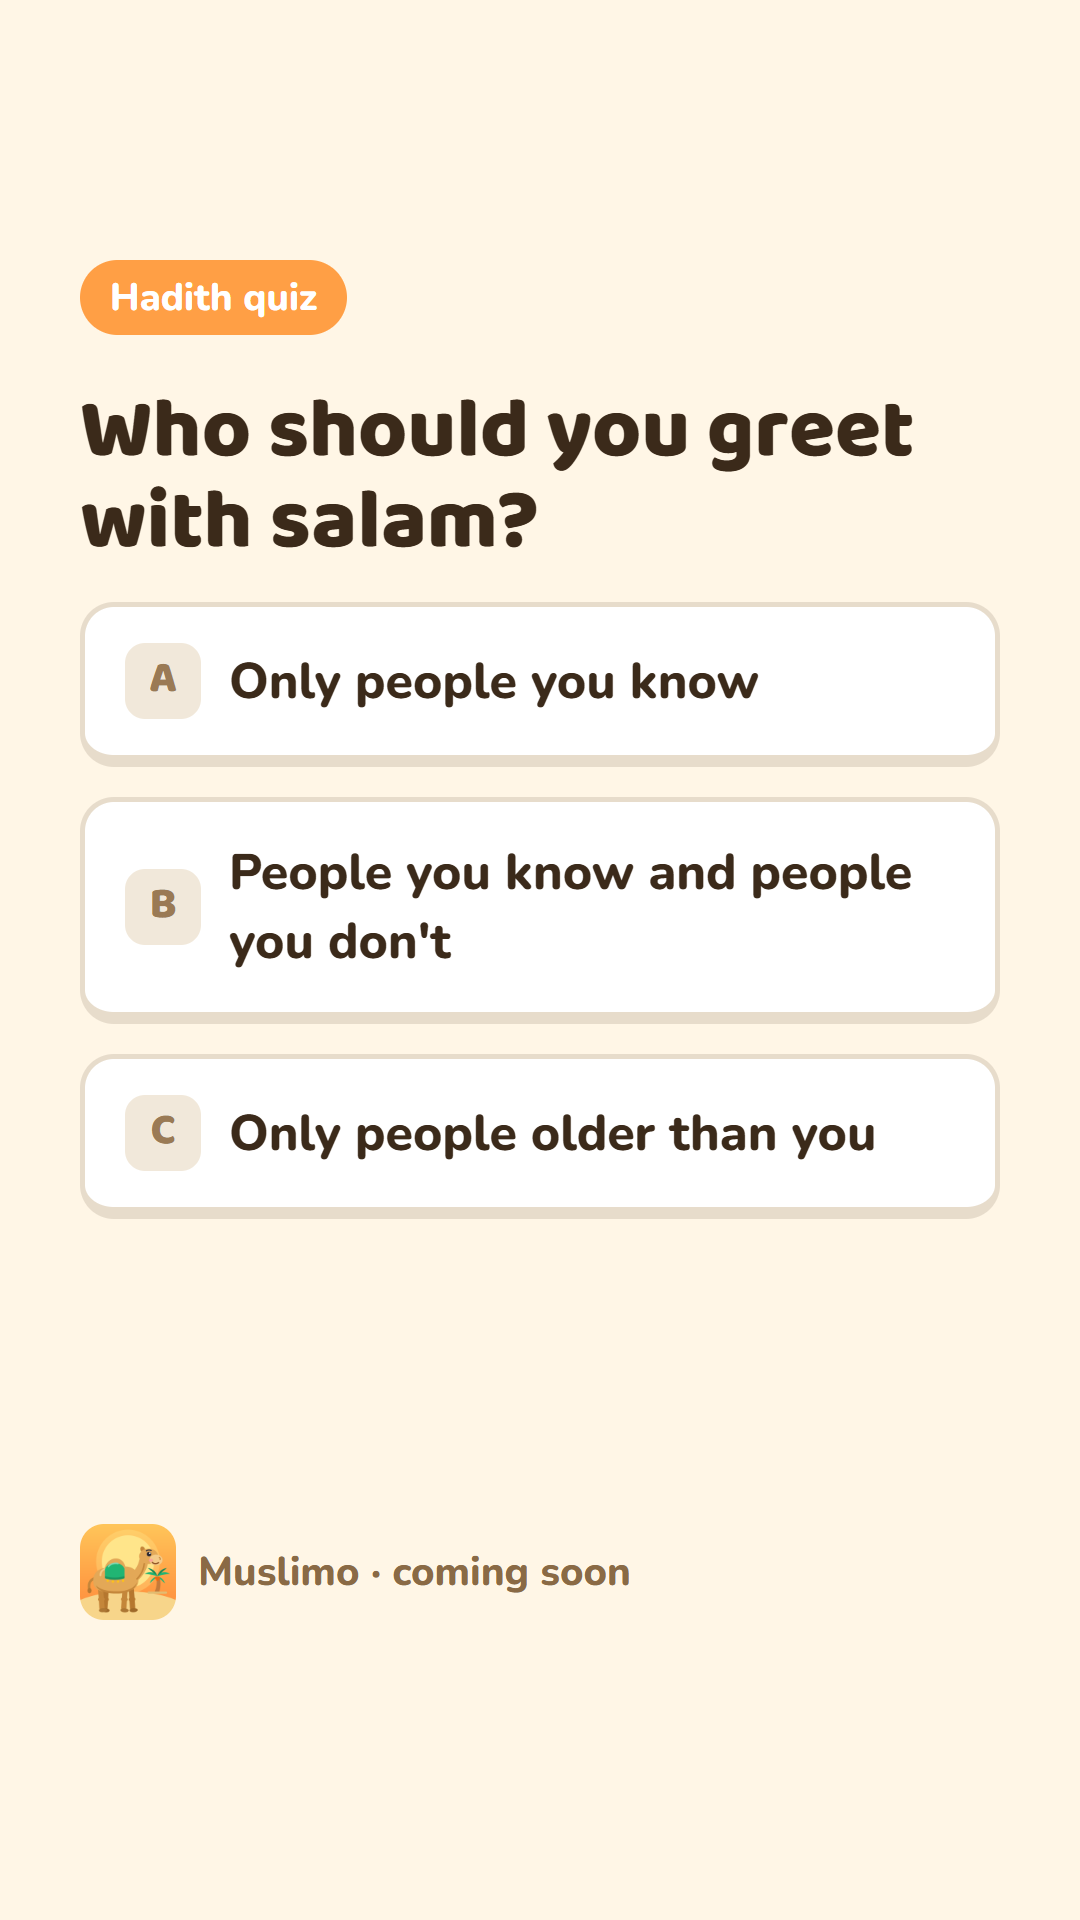 Hadith quiz
Who should you greet
with salam?
A
Only people you know
B
People you know and people
you don't
C
Only people older than you
Muslimo · coming soon